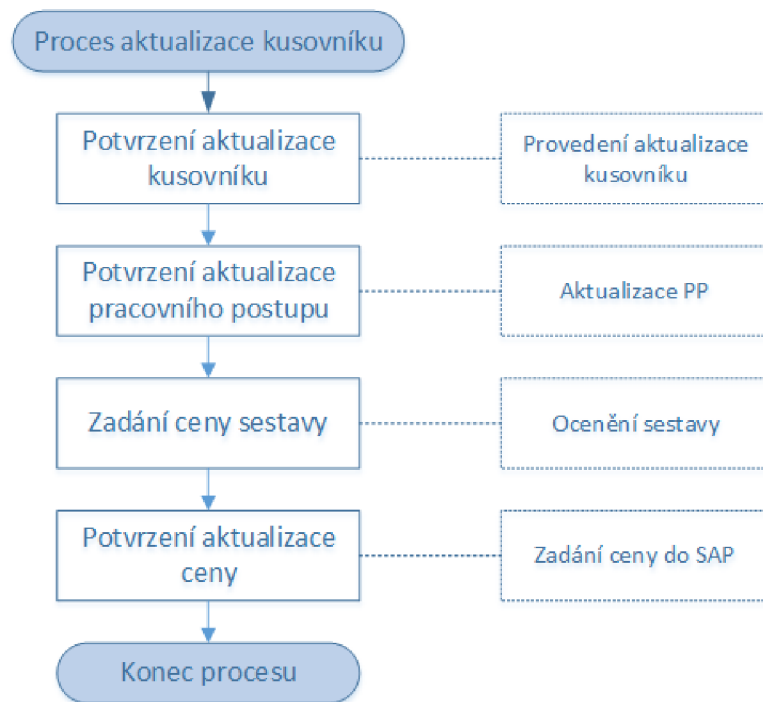 Proces aktualizace kusovníku
Potvrzení aktualizace
kusovníku
Provedení aktualizace
kusovníku
Potvrzení aktualizace
pracovního postupu
Aktualizace PP
Zadání ceny sestavy
Ocenění sestavy
Potvrzení aktualizace
ceny
Zadání ceny do SAP
Konec procesu